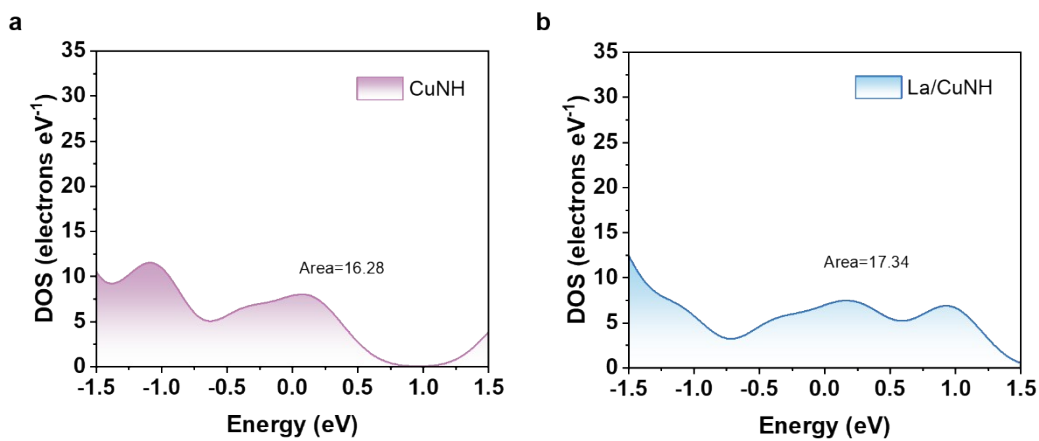 a
35
30
25
20
15
10
5
0
DOS (electrons eV⁻¹)
CuNH
Area=16.28
-1.5 -1.0 -0.5 0.0 0.5 1.0 1.5
Energy (eV)
b
35
30
25
20
15
10
5
0
DOS (electrons eV⁻¹)
La/CuNH
Area=17.34
-1.5 -1.0 -0.5 0.0 0.5 1.0 1.5
Energy (eV)